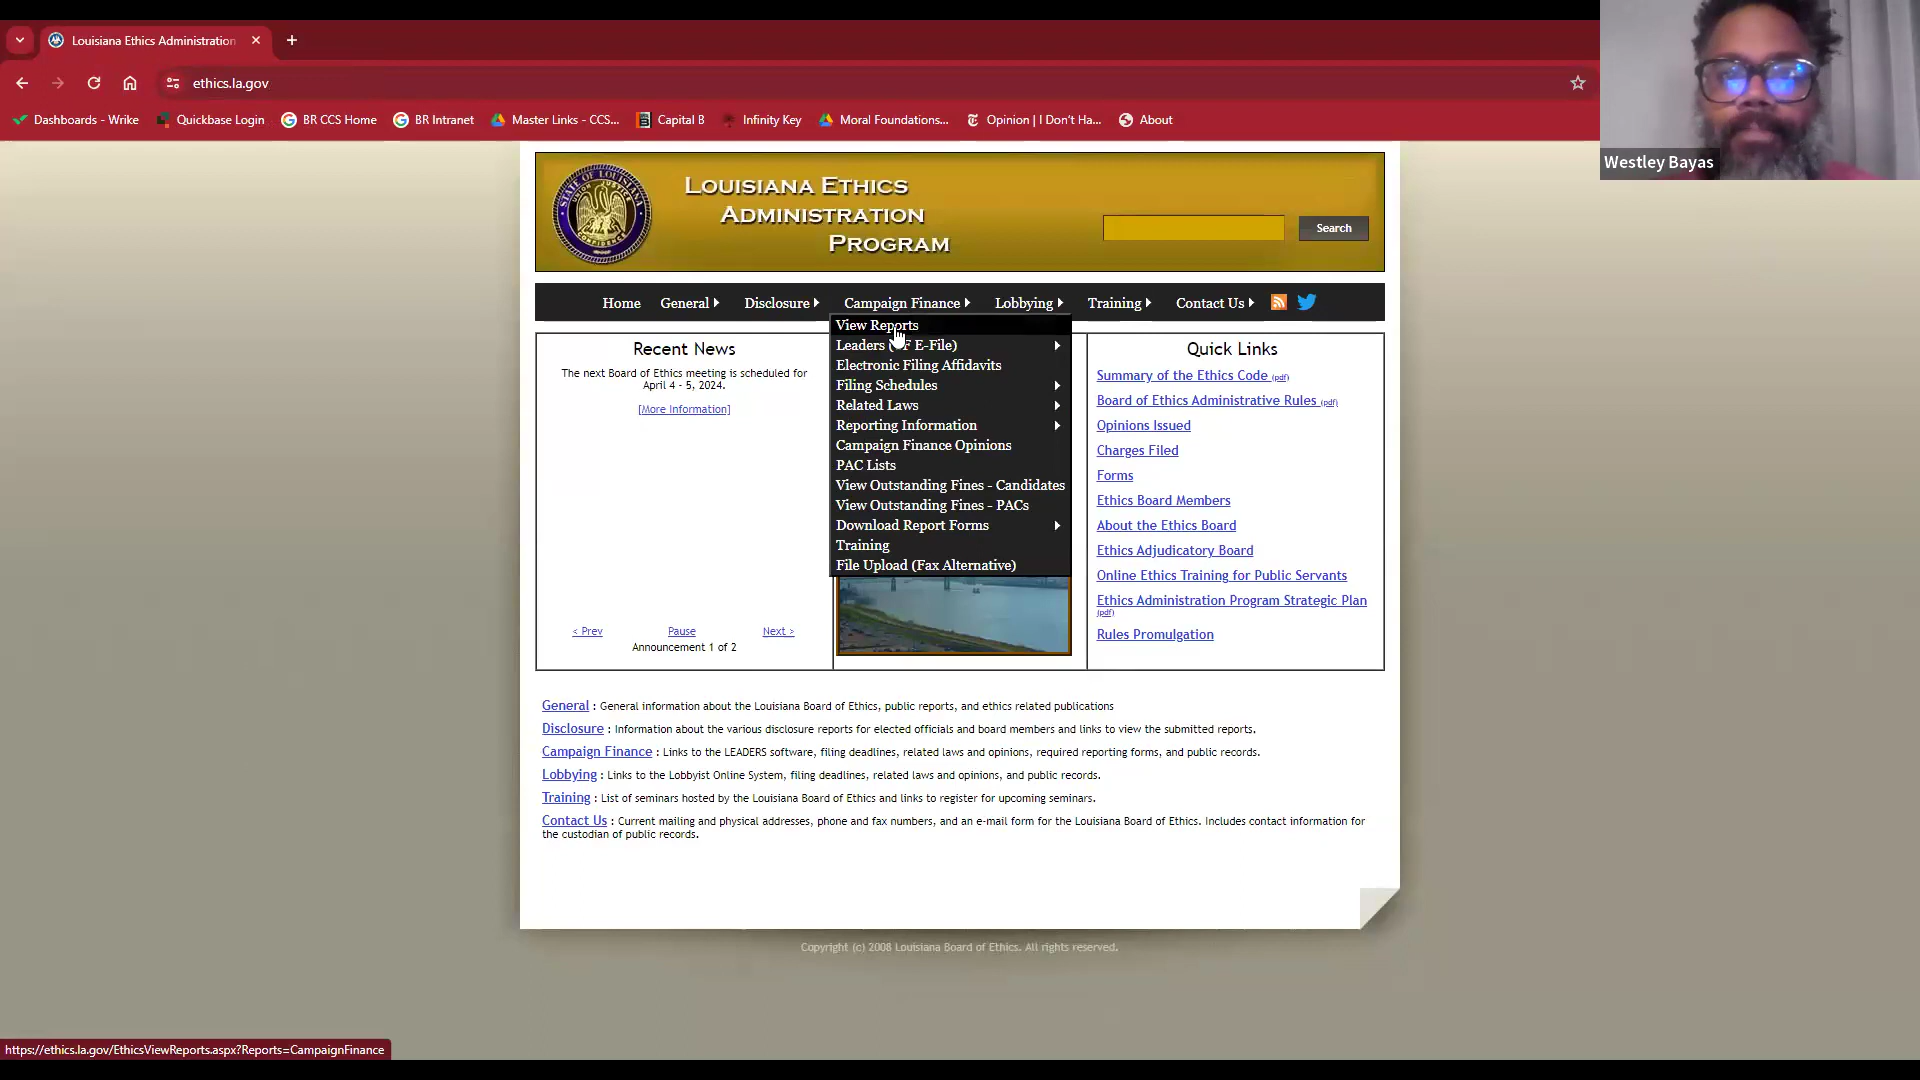 Louisiana Ethics Administration
ethics.la.gov
Dashboards - Wrike
Quickbase Login
BR CCS Home
BR Intranet
Master Links - CCS...
Capital B
Infinity Key
Moral Foundations...
Opinion | I Don't Ha...
About
Westley Bayas
STATE OF LOUISIANA
UNION JUSTICE
CONFIDENCE
LOUISIANA ETHICS
ADMINISTRATION
PROGRAM
Search
Home
General
Disclosure
Campaign Finance
Lobbying
Training
Contact Us
View Reports
Leaders ( F E-File)
Electronic Filing Affidavits
Filing Schedules
Related Laws
Reporting Information
Campaign Finance Opinions
PAC Lists
View Outstanding Fines - Candidates
View Outstanding Fines - PACs
Download Report Forms
Training
File Upload (Fax Alternative)
Recent News
The next Board of Ethics meeting is scheduled for
April 4 - 5, 2024.
[More Information]
< Prev
Pause
Next >
Announcement 1 of 2
Quick Links
Summary of the Ethics Code (pdf)
Board of Ethics Administrative Rules (pdf)
Opinions Issued
Charges Filed
Forms
Ethics Board Members
About the Ethics Board
Ethics Adjudicatory Board
Online Ethics Training for Public Servants
Ethics Administration Program Strategic Plan
(pdf)
Rules Promulgation
General : General information about the Louisiana Board of Ethics, public reports, and ethics related publications
Disclosure : Information about the various disclosure reports for elected officials and board members and links to view the submitted reports.
Campaign Finance : Links to the LEADERS software, filing deadlines, related laws and opinions, required reporting forms, and public records.
Lobbying : Links to the Lobbyist Online System, filing deadlines, related laws and opinions, and public records.
Training : List of seminars hosted by the Louisiana Board of Ethics and links to register for upcoming seminars.
Contact Us : Current mailing and physical addresses, phone and fax numbers, and an e-mail form for the Louisiana Board of Ethics. Includes contact information for
the custodian of public records.
Copyright (c) 2008 Louisiana Board of Ethics. All rights reserved.
https://ethics.la.gov/EthicsViewReports.aspx?Reports=CampaignFinance